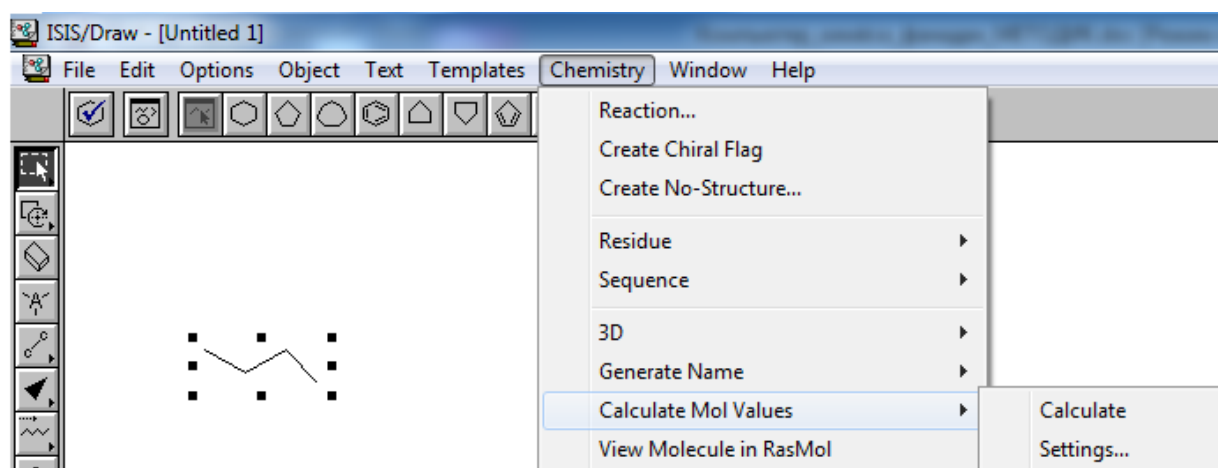 ISIS/Draw - [Untitled 1]
File Edit Options Object Text Templates Chemistry Window Help
Reaction...
Create Chiral Flag
Create No-Structure...
Residue
Sequence
3D
Generate Name
Calculate Mol Values
Calculate
View Molecule in RasMol
Settings...
A
C
C